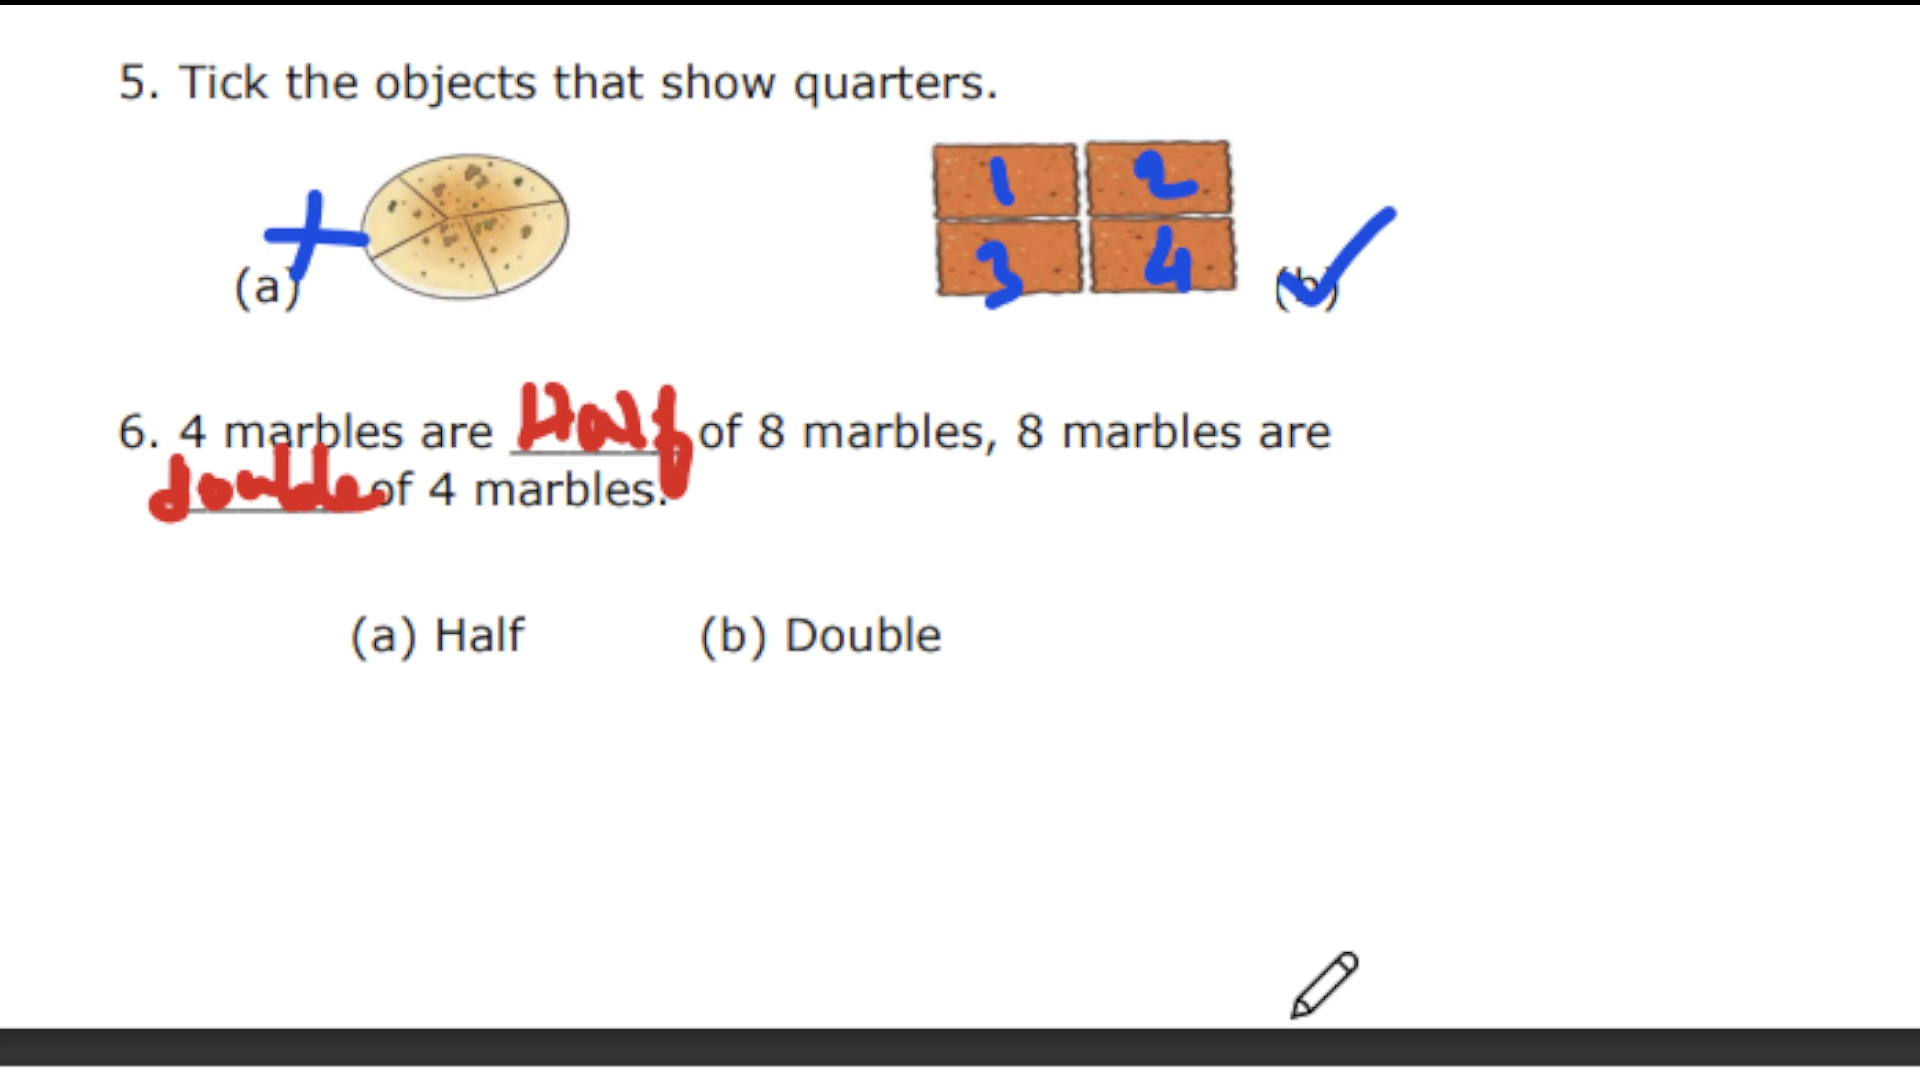 5. Tick the objects that show quarters.
1 2
3 4
(a) (b)
6. 4 marbles are Half of 8 marbles, 8 marbles are
double of 4 marbles.
(a) Half (b) Double